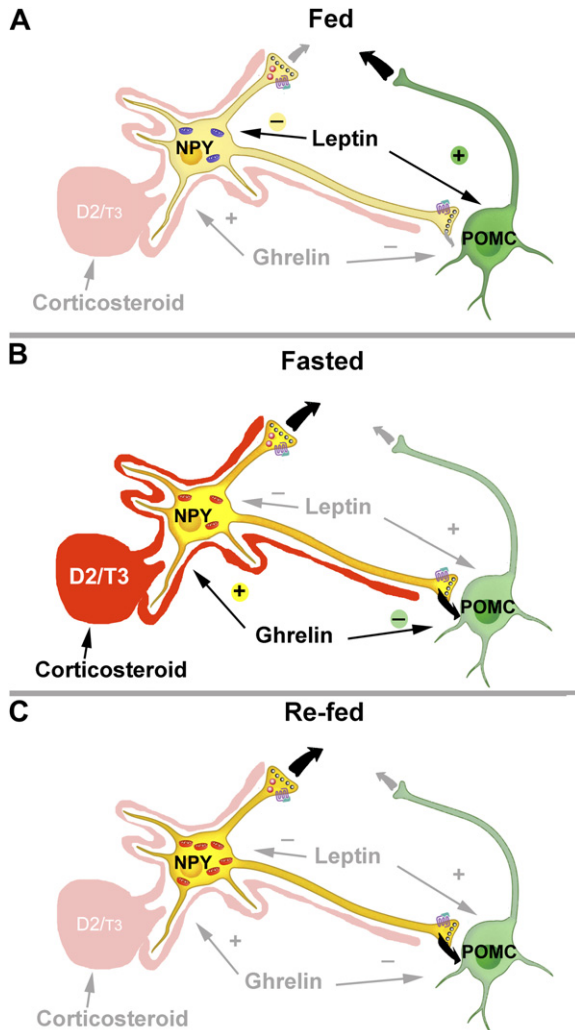 A
Fed
NPY
−
Leptin
+
D2/T3
+
Ghrelin
−
POMC
Corticosteroid
B
Fasted
NPY
−
Leptin
+
D2/T3
+
Ghrelin
−
POMC
Corticosteroid
C
Re-fed
NPY
−
Leptin
+
D2/T3
+
Ghrelin
−
POMC
Corticosteroid